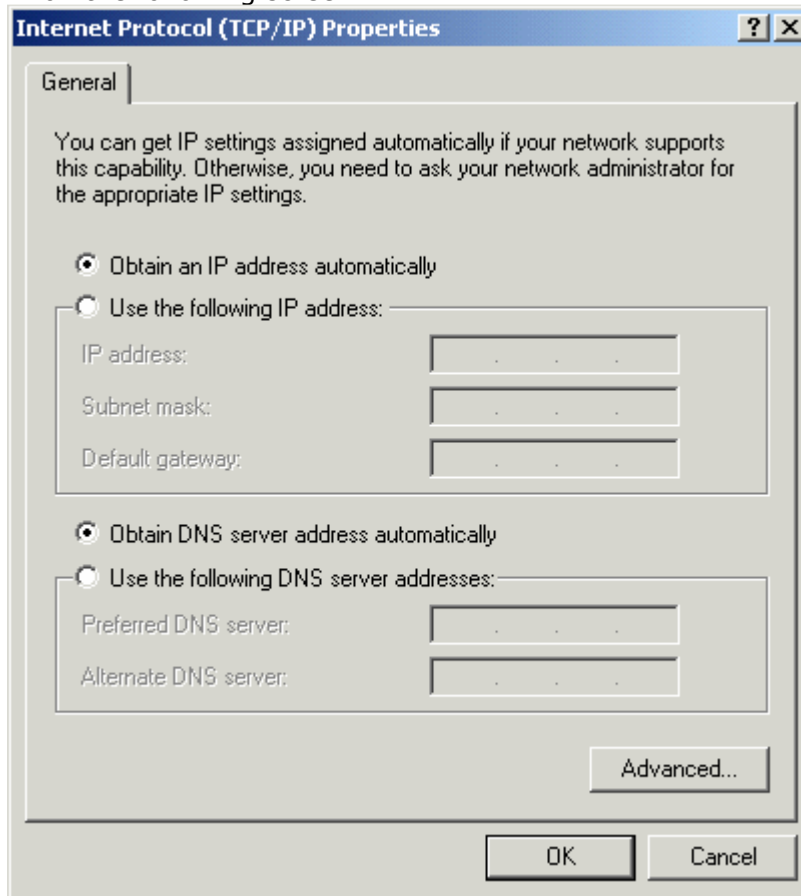 Internet Protocol (TCP/IP) Properties
General
You can get IP settings assigned automatically if your network supports
this capability. Otherwise, you need to ask your network administrator for
the appropriate IP settings.
Obtain an IP address automatically
Use the following IP address:
IP address:
Subnet mask:
Default gateway:
Obtain DNS server address automatically
Use the following DNS server addresses:
Preferred DNS server:
Alternate DNS server:
Advanced...
OK Cancel